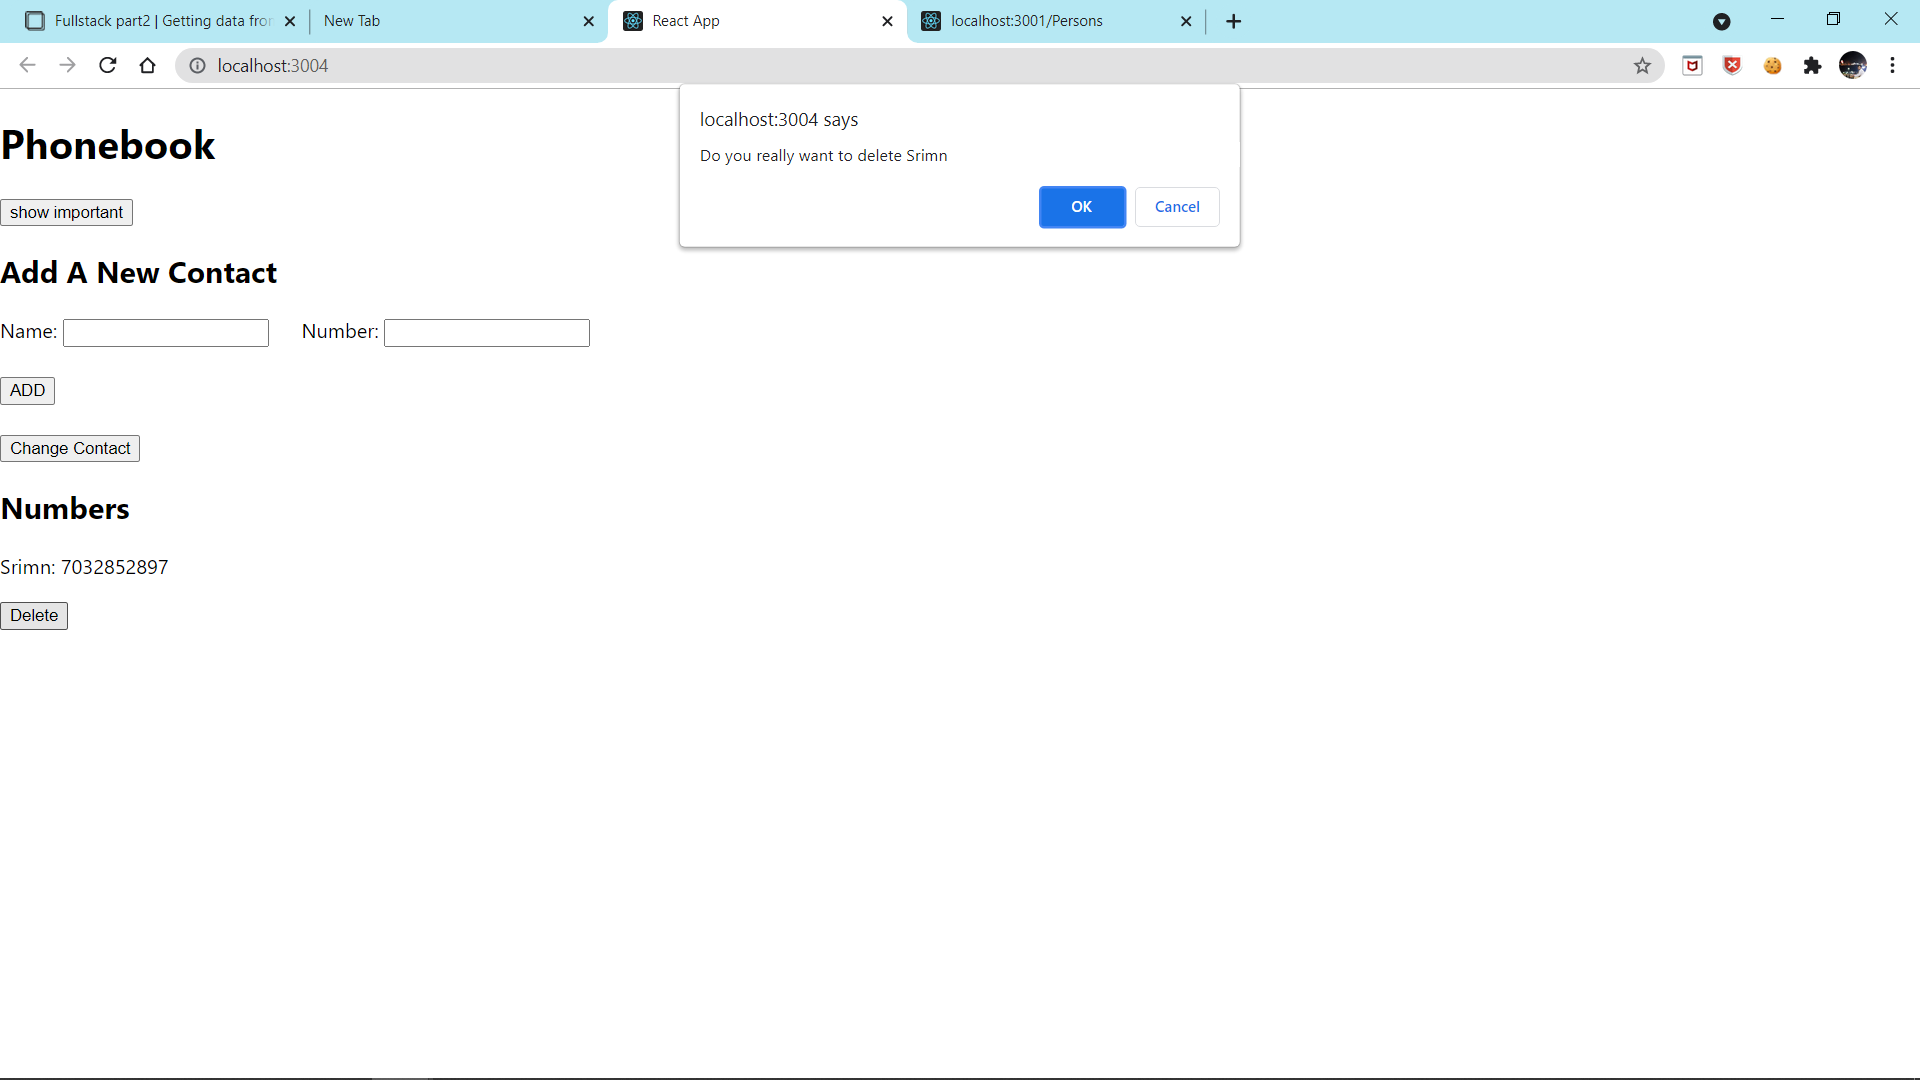 Fullstack part2 | Getting data fro
New Tab
React App
localhost:3001/Persons
localhost:3004
localhost:3004 says
Do you really want to delete Srimn
OK
Cancel
Phonebook
show important
Add A New Contact
Name:
Number:
ADD
Change Contact
Numbers
Srimn: 7032852897
Delete